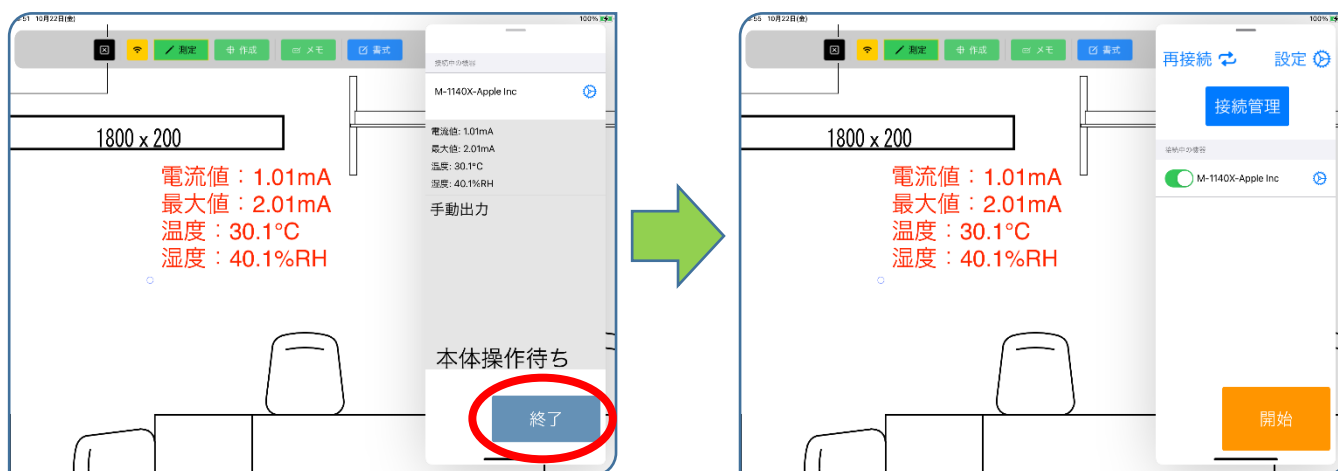 :51 10月22日(金)
100%
測定
作成
メモ
書式
接続中の機器
M-1140X-Apple Inc
電流値: 1.01mA
最大値: 2.01mA
温度: 30.1°C
湿度: 40.1%RH
手動出力
本体操作待ち
終了
1800 x 200
電流値：1.01mA
最大値：2.01mA
温度：30.1°C
湿度：40.1%RH
:55 10月22日(金)
100%
測定
作成
メモ
書式
再接続
設定
接続管理
接続中の機器
M-1140X-Apple Inc
開始
1800 x 200
電流値：1.01mA
最大値：2.01mA
温度：30.1°C
湿度：40.1%RH